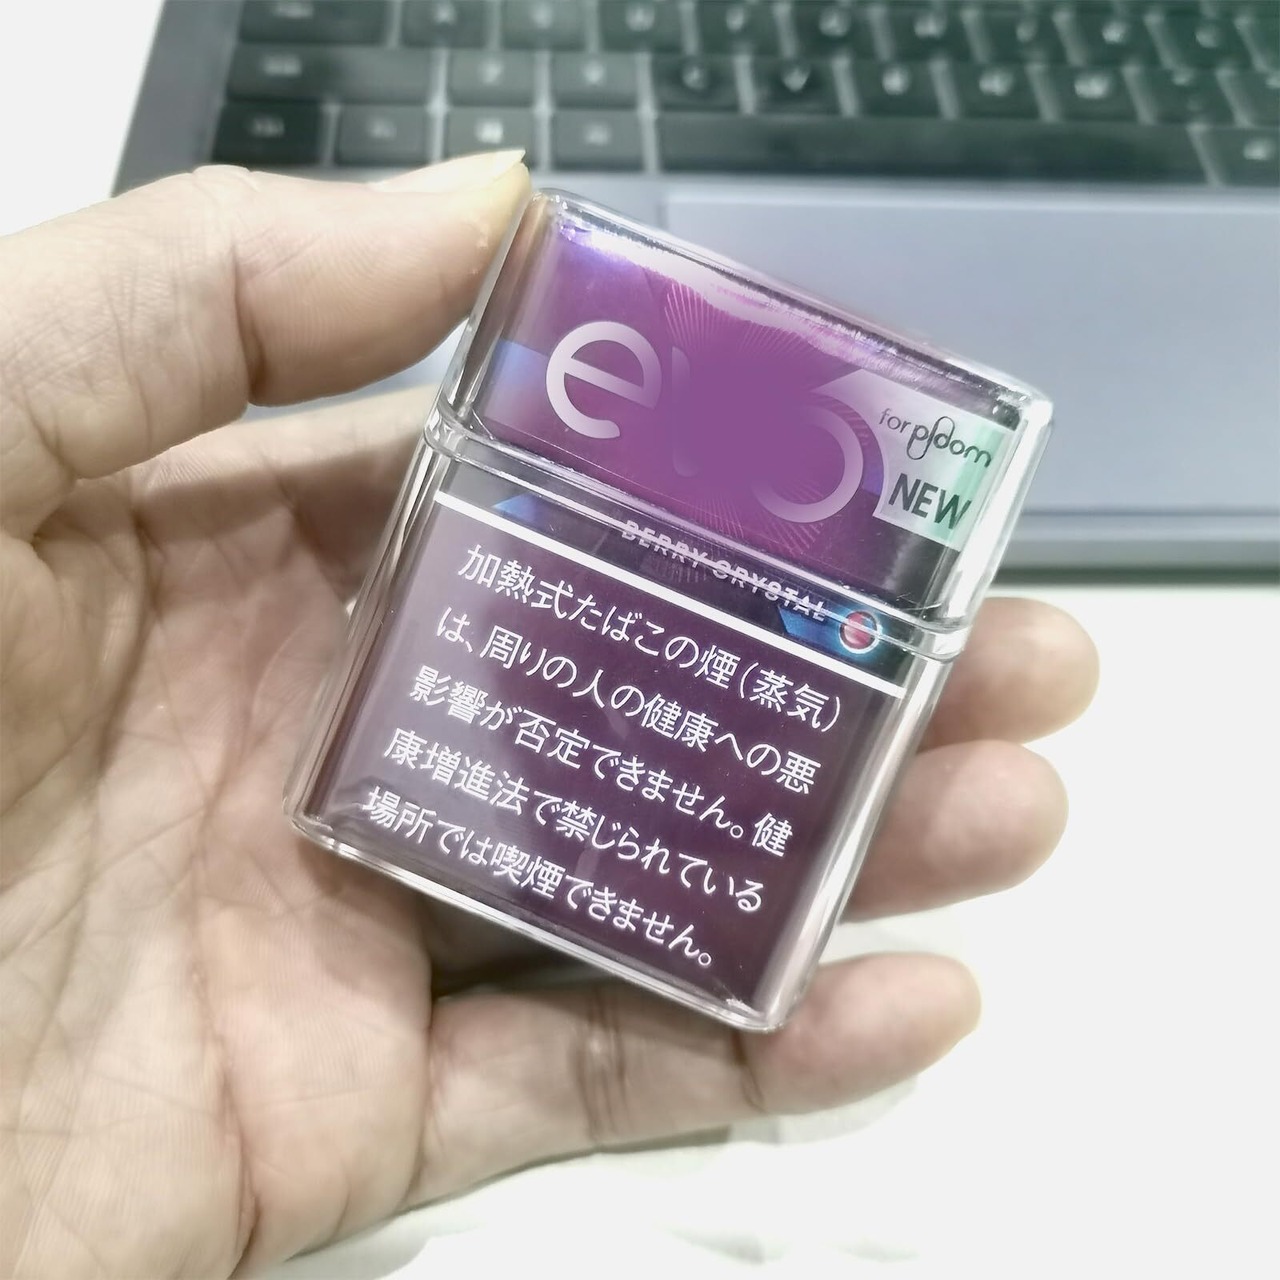 for ploom
NEW
BERRY CRYSTAL
加熱式たばこの煙（蒸気）
は、周りの人の健康への悪
影響が否定できません。健
康増進法で禁じられている
場所では喫煙できません。